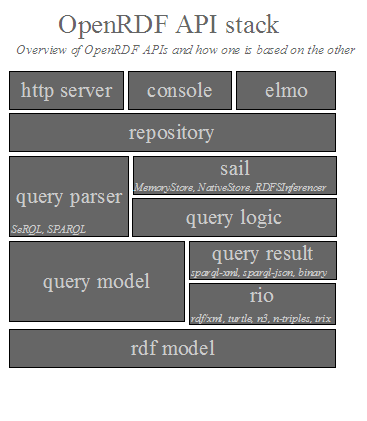 OpenRDF API stack
Overview of OpenRDF APIs and how one is based on the other
http server
console
elmo
repository
query parser
SeRQL, SPARQL
sail
MemoryStore, NativeStore, RDFSInferencer
query logic
query model
query result
sparql-xml, sparql-json, binary
rio
rdf/xml, turtle, n3, n-triples, trix
rdf model